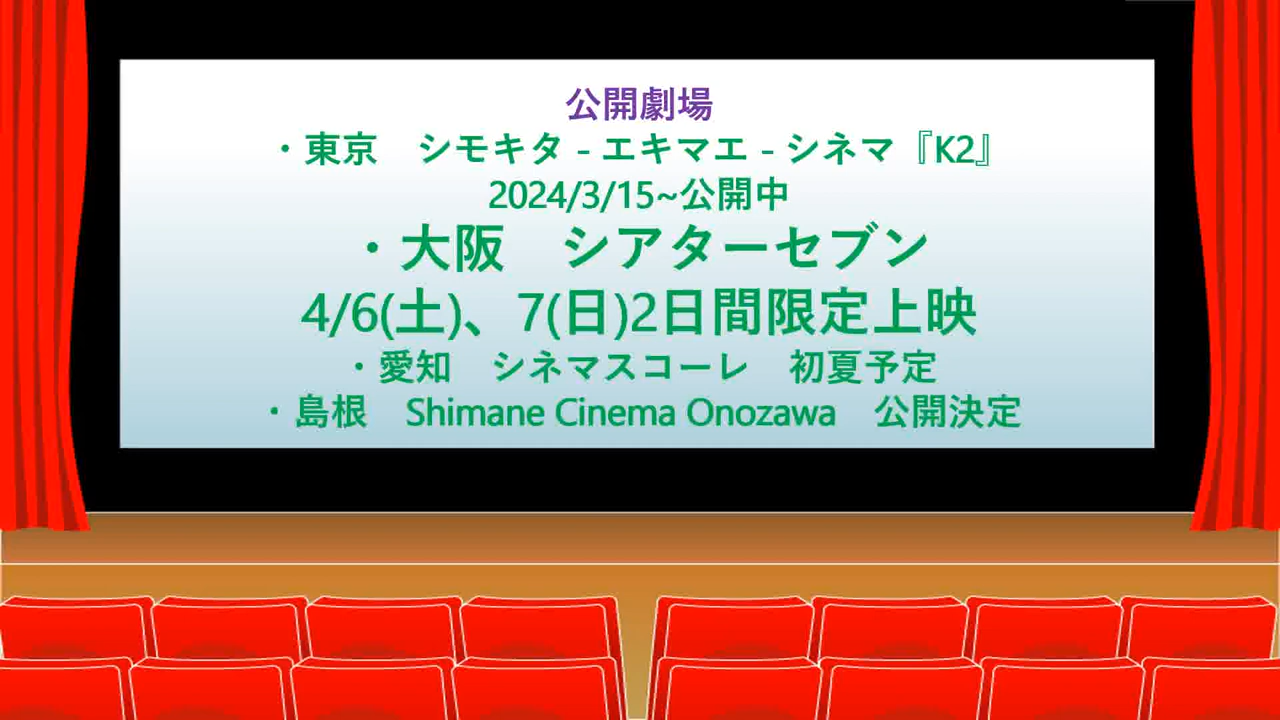 公開劇場
・東京　シモキタ - エキマエ - シネマ『K2』
2024/3/15~公開中
・大阪　シアターセブン
4/6(土)、7(日)2日間限定上映
・愛知　シネマスコーレ　初夏予定
・島根　Shimane Cinema Onozawa　公開決定